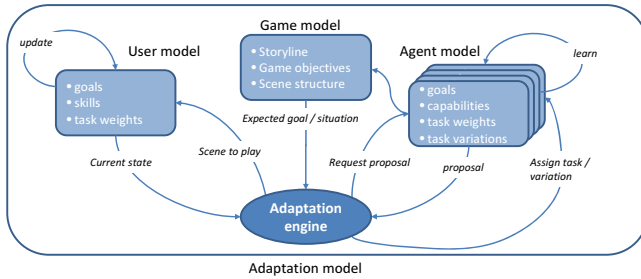 Game model
update
User model
• Storyline
• Game objectives
• Scene structure
Agent model
learn
• goals
• skills
• task weights
• goals
• capabilities
• task weights
• task variations
Expected goal / situation
Current state
Scene to play
Request proposal
proposal
Assign task /
variation
Adaptation
engine
Adaptation model